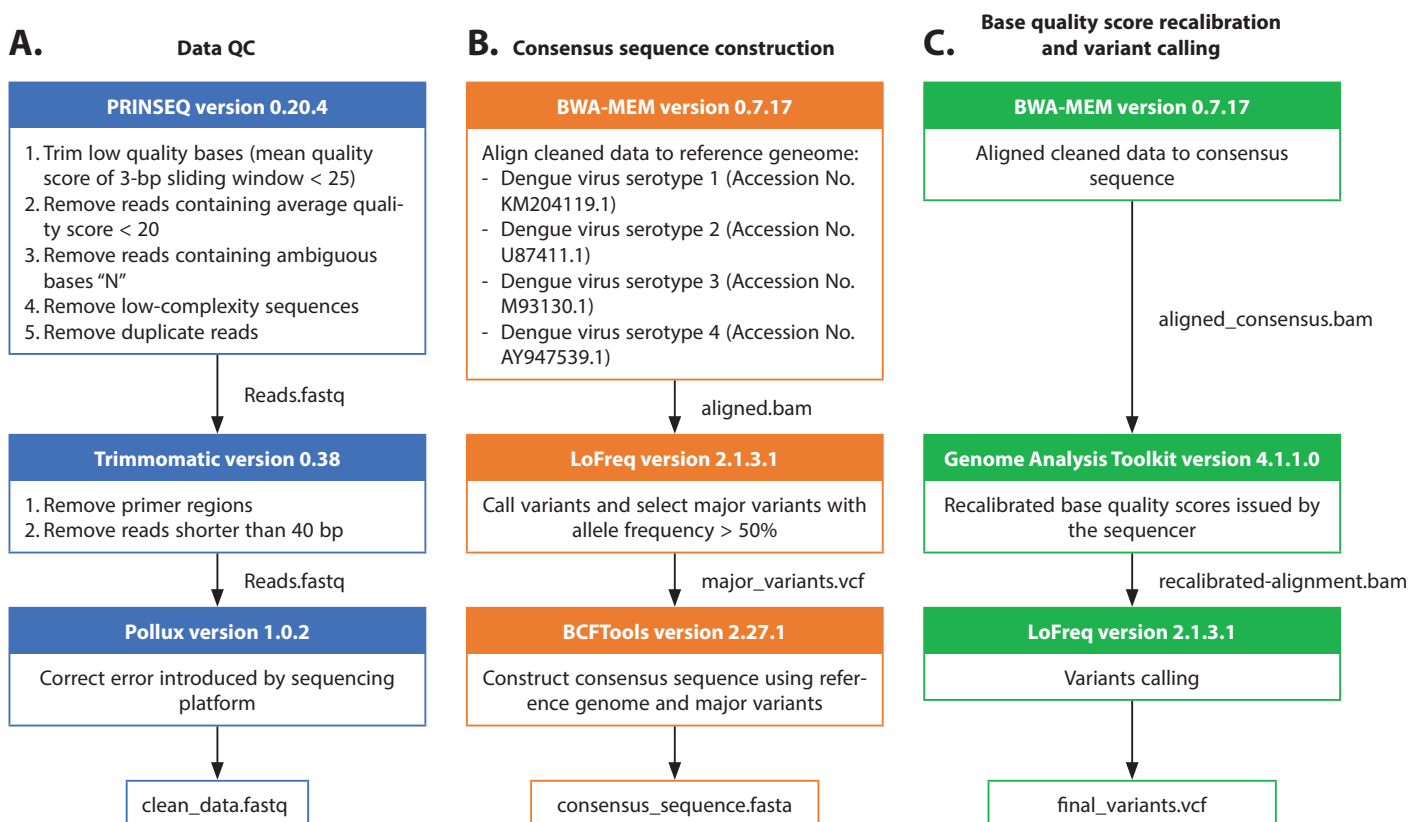 A.
Data QC
PRINSEQ version 0.20.4
1. Trim low quality bases (mean quality
score of 3-bp sliding window < 25)
2. Remove reads containing average quali-
ty score < 20
3. Remove reads containing ambiguous
bases “N”
4. Remove low-complexity sequences
5. Remove duplicate reads
Reads.fastq
Trimmomatic version 0.38
1. Remove primer regions
2. Remove reads shorter than 40 bp
Reads.fastq
Pollux version 1.0.2
Correct error introduced by sequencing
platform
clean_data.fastq
B.
Consensus sequence construction
BWA-MEM version 0.7.17
Align cleaned data to reference geneome:
- Dengue virus serotype 1 (Accession No.
KM204119.1)
- Dengue virus serotype 2 (Accession No.
U87411.1)
- Dengue virus serotype 3 (Accession No.
M93130.1)
- Dengue virus serotype 4 (Accession No.
AY947539.1)
aligned.bam
LoFreq version 2.1.3.1
Call variants and select major variants with
allele frequency > 50%
major_variants.vcf
BCFTools version 2.27.1
Construct consensus sequence using refer-
ence genome and major variants
consensus_sequence.fasta
C.
Base quality score recalibration
and variant calling
BWA-MEM version 0.7.17
Aligned cleaned data to consensus
sequence
aligned_consensus.bam
Genome Analysis Toolkit version 4.1.1.0
Recalibrated base quality scores issued by
the sequencer
recalibrated-alignment.bam
LoFreq version 2.1.3.1
Variants calling
final_variants.vcf